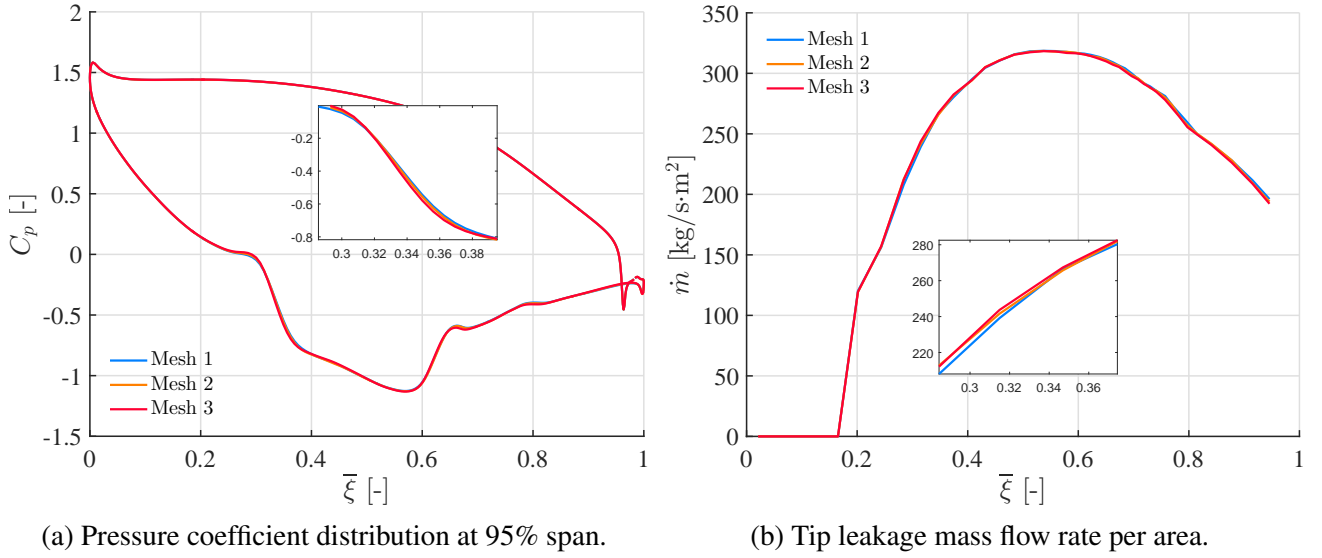 2
1.5
1
0.5
0
-0.5
-1
-1.5
C_p [-]
0 0.2 0.4 0.6 0.8 1
ξ̅ [-]
Mesh 1
Mesh 2
Mesh 3
-0.2
-0.4
-0.6
-0.8
0.3 0.32 0.34 0.36 0.38
(a) Pressure coefficient distribution at 95% span.
350
300
250
200
150
100
50
0
ṁ [kg/s·m²]
0 0.2 0.4 0.6 0.8 1
ξ̅ [-]
Mesh 1
Mesh 2
Mesh 3
280
260
240
220
0.3 0.32 0.34 0.36
(b) Tip leakage mass flow rate per area.